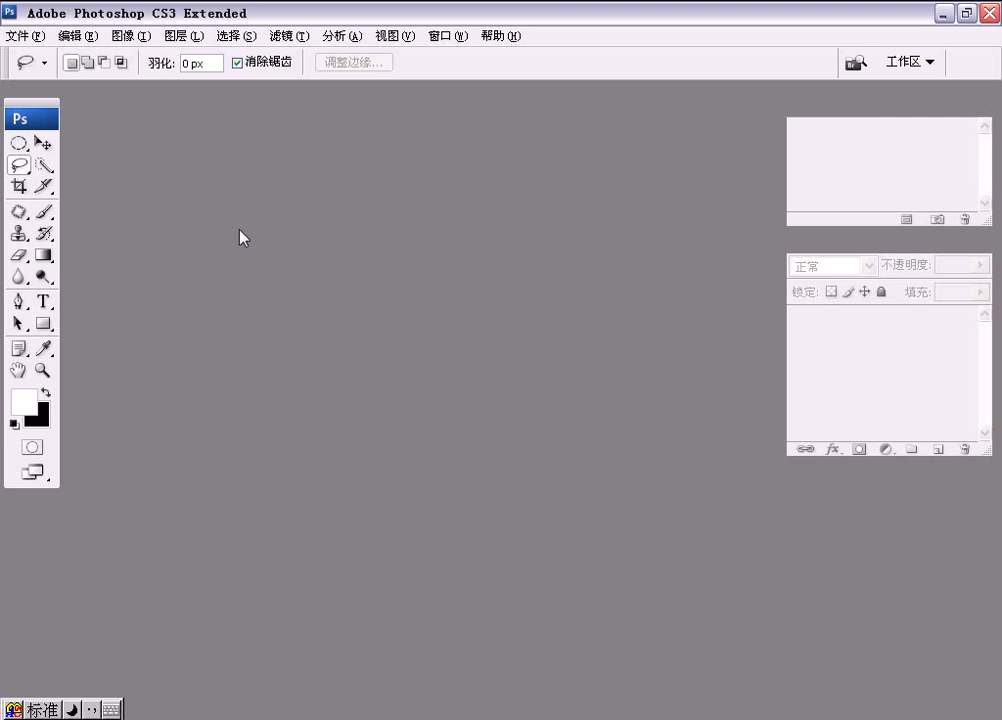 Ps Adobe Photoshop CS3 Extended
文件(F) 编辑(E) 图像(I) 图层(L) 选择(S) 滤镜(T) 分析(A) 视图(V) 窗口(W) 帮助(H)
羽化: 0 px 消除锯齿 调整边缘... 工作区
Ps
正常 不透明度:
锁定: 填充:
T
fx.
标准